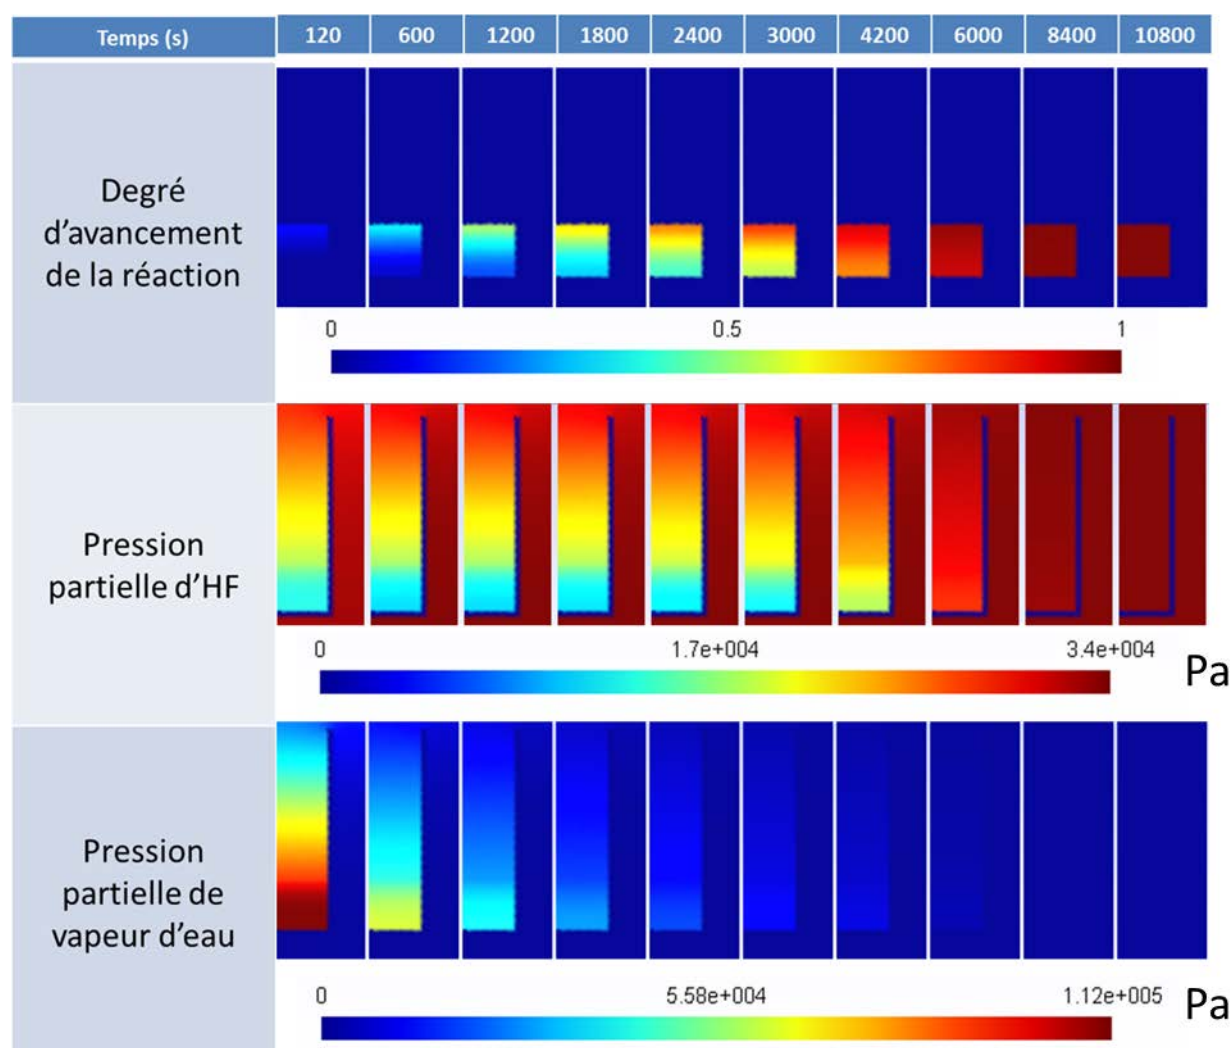 Temps (s) 120 600 1200 1800 2400 3000 4200 6000 8400 10800
Degré
d'avancement
de la réaction
0 0.5 1
Pression
partielle d'HF
0 1.7e+004 3.4e+004
Pa
Pression
partielle de
vapeur d'eau
0 5.58e+004 1.12e+005
Pa